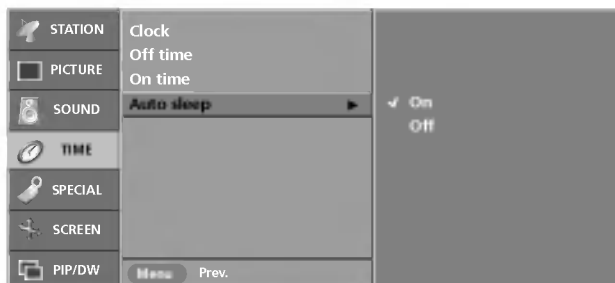 STATION
PICTURE
SOUND
TIME
SPECIAL
SCREEN
PIP/DW
Clock
Off time
On time
Auto sleep
On
Off
Menu Prev.